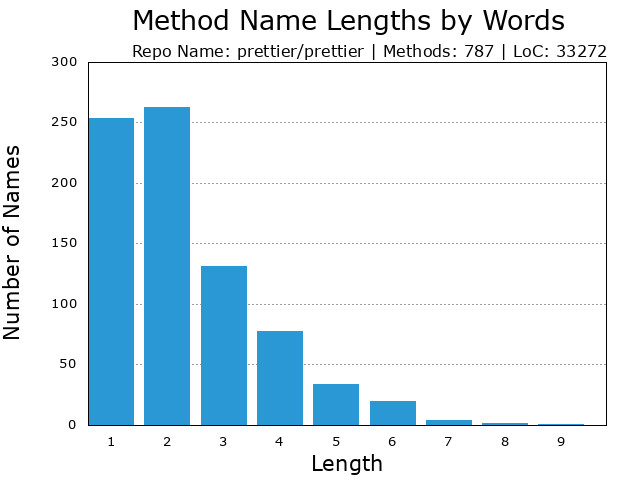 Method Name Lengths by Words
Repo Name: prettier/prettier | Methods: 787 | LoC: 33272
Number of Names
300
250
200
150
100
50
0
1 2 3 4 5 6 7 8 9
Length